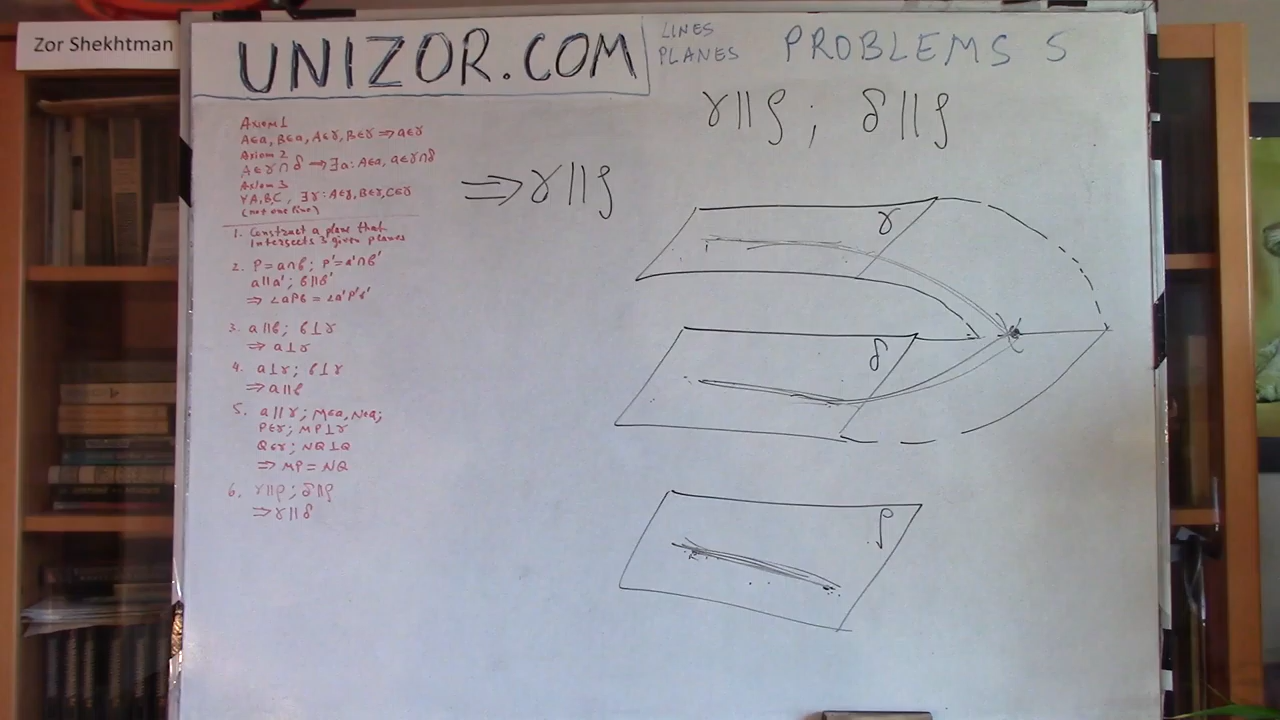 Zor Shekhtman
UNIZOR.COM
LINES
PLANES
PROBLEMS 5
γ∥ρ ; δ∥ρ
⟹ γ∥ρ
Axiom 1
A∈a, B∈a, A∈γ, B∈γ ⟹ a∈γ
Axiom 2
A∈γ∩δ ⟹ ∃a: A∈a, a∈γ∩δ
Axiom 3
∀A,B,C, ∃γ: A∈γ, B∈γ, C∈γ
(not one line)
1. Construct a plane that
intersects 3 given planes
2. P=a∩b; P'=a'∩b'
a∥a'; b∥b'
⟹ ∠aPb = ∠a'P'b'
3. a∥b; b⊥γ
⟹ a⊥γ
4. a⊥γ; b⊥γ
⟹ a∥b
5. a∥γ; M∈a, N∈a;
P∈γ; MP⊥γ
Q∈γ; NQ⊥Q
⟹ MP = NQ
6. γ∥ρ; δ∥ρ
⟹ γ∥δ
γ
δ
ρ